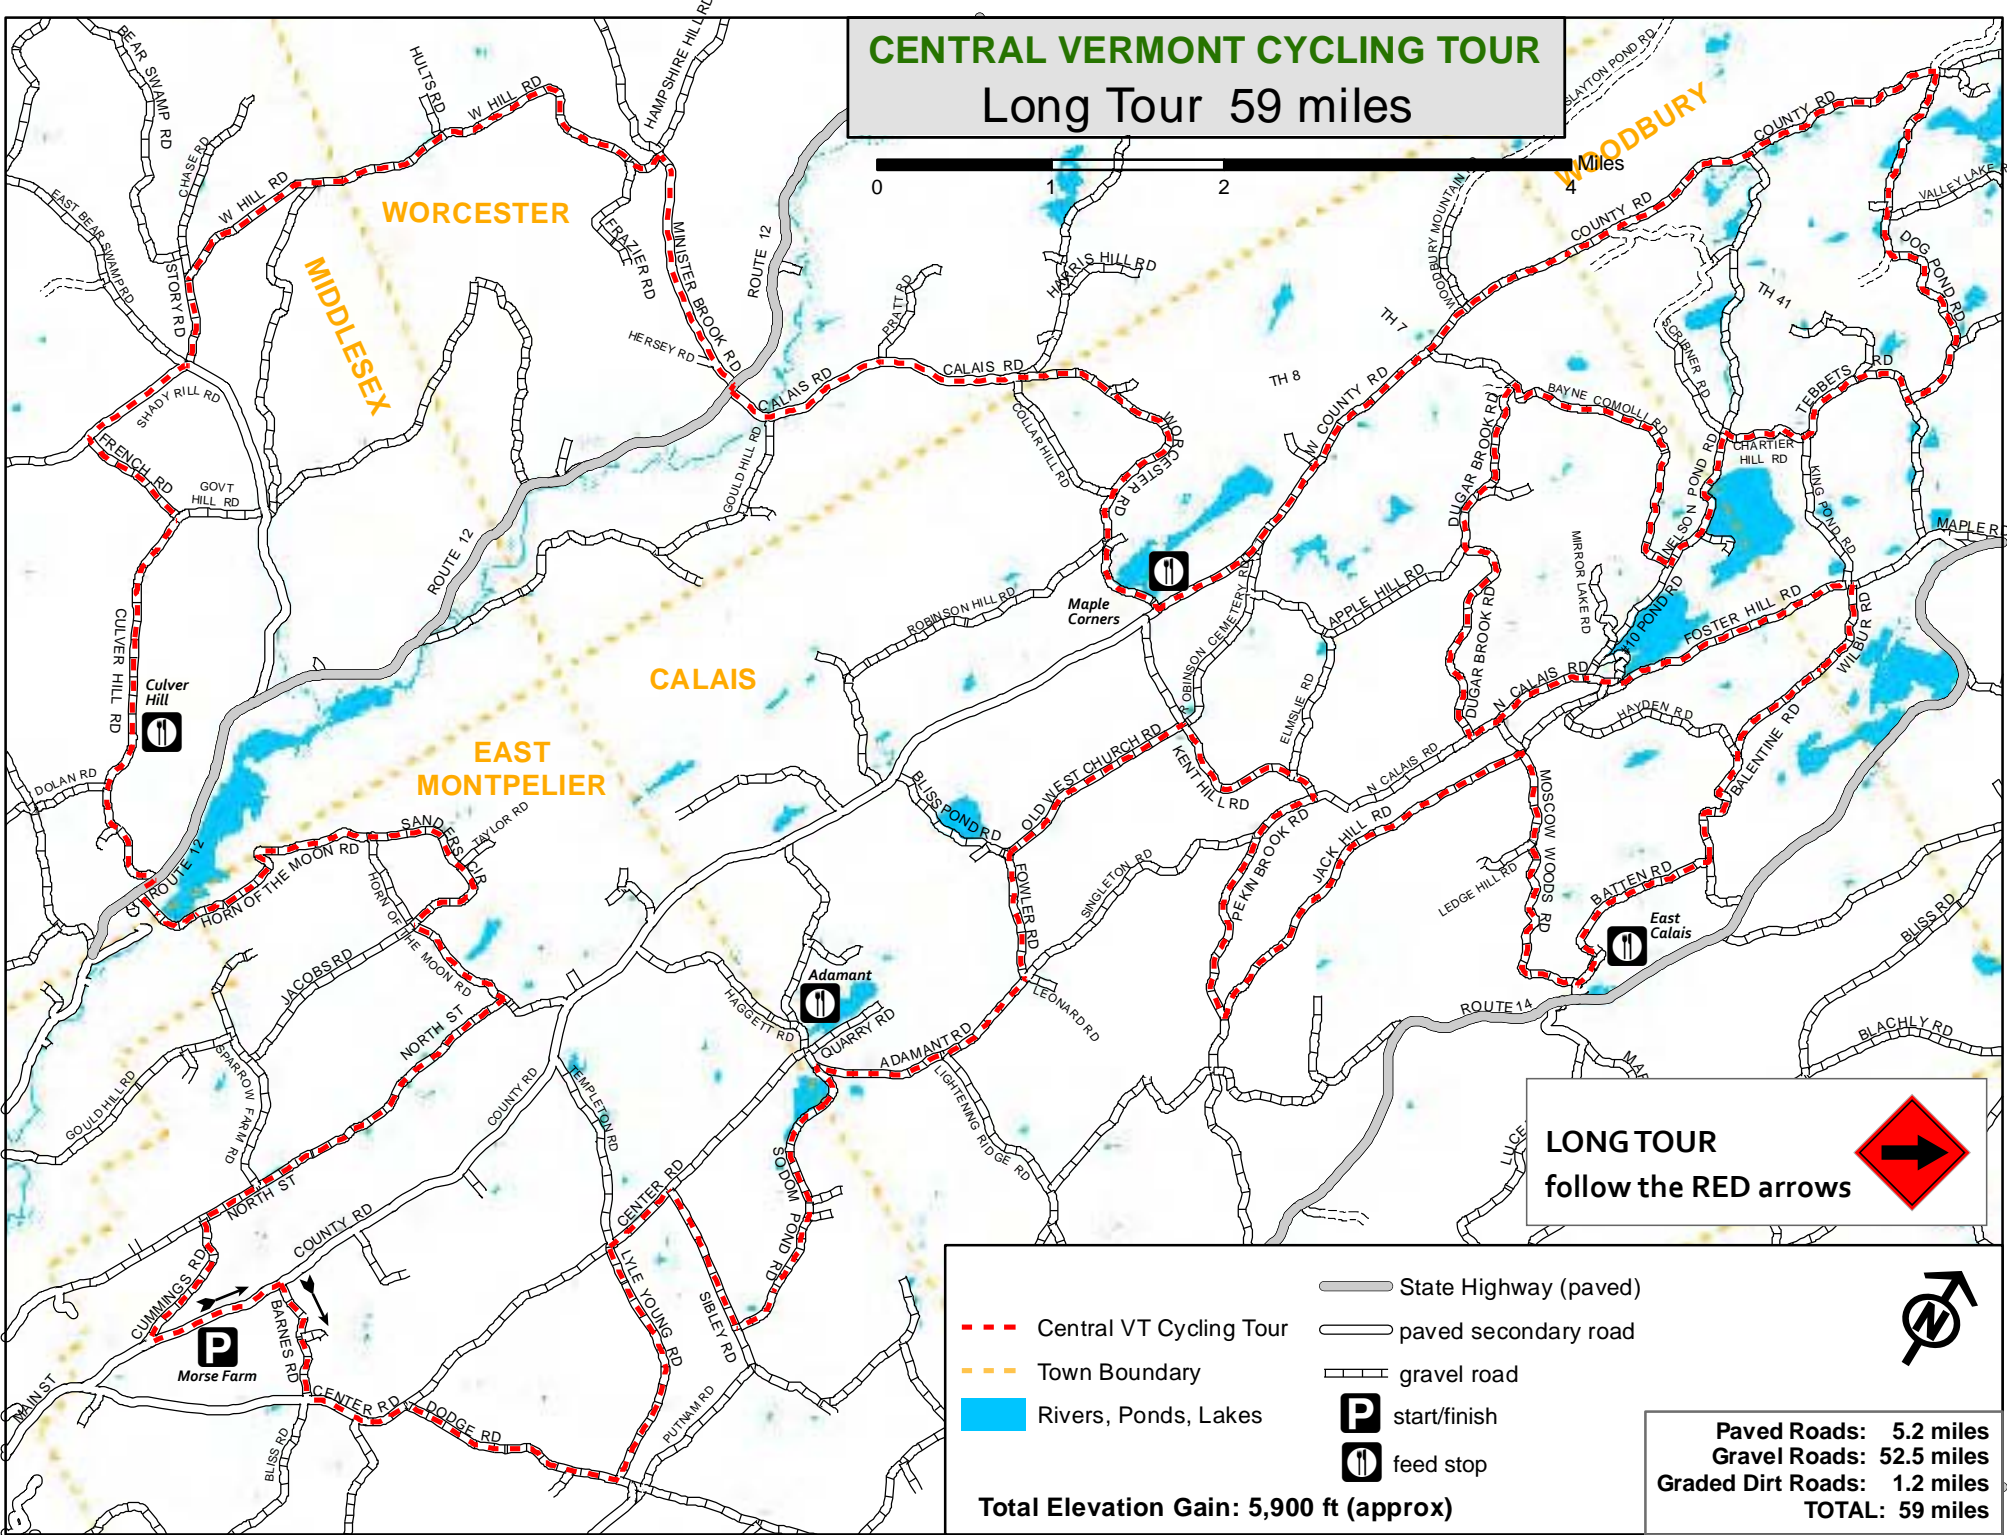 CENTRAL VERMONT CYCLING TOUR
Long Tour 59 miles
Miles
0 1 2 4
BEAR SWAMP RD
HULTS RD
W HILL RD
HAMPSHIRE HILL RD
SLAYTON POND RD
WOODBURY
COUNTY RD
CHASE RD
EAST BEAR SWAMP RD
W HILL RD
WORCESTER
FRAZIER RD
MINISTER BROOK RD
ROUTE 12
HARRIS HILL RD
WOODBURY MOUNTAIN RD
COUNTY RD
VALLEY LAKE R
DOG POND RD
STORY RD
MIDDLESEX
HERSEY RD
PRATT RD
TH 7
TH 41
SCRIBNER RD
SHADY RILL RD
CALAIS RD
CALAIS RD
TH 8
W COUNTY RD
BAYNE COMOLLI RD
TEBBETS RD
FRENCH RD
GOVT
HILL RD
GOULD HILL RD
COLLAR HILL RD
WORCESTER RD
DUGAR BROOK RD
NELSON POND RD
CHARTIER
HILL RD
KING POND RD
MAPLE RD
ROUTE 12
MIRROR LAKE RD
CULVER HILL RD
ROBINSON HILL RD
Maple
Corners
ROBINSON CEMETERY RD
APPLE HILL RD
DUGAR BROOK RD
#10 POND RD
FOSTER HILL RD
WILBUR RD
Culver
Hill
CALAIS
ELMSLIE RD
N CALAIS RD
HAYDEN RD
BALENTINE RD
DOLAN RD
EAST
MONTPELIER
BLISS POND RD
OLD WEST CHURCH RD
KENT HILL RD
N CALAIS RD
JACK HILL RD
MOSCOW WOODS RD
ROUTE 12
HORN OF THE MOON RD
SANDERS CIR
TAYLOR RD
HORN OF THE MOON RD
FOWLER RD
SINGLETON RD
PEKIN BROOK RD
LEDGE HILL RD
BATTEN RD
East
Calais
BLISS RD
JACOBS RD
NORTH ST
Adamant
HAGGETT RD
QUARRY RD
ADAMANT RD
LEONARD RD
ROUTE 14
BLACHLY RD
MAR
GOULD HILL RD
SPARROW FARM RD
COUNTY RD
TEMPLETON RD
LIGHTENING RIDGE RD
LUCE
NORTH ST
CENTER RD
SODOM POND RD
COUNTY RD
CUMMINGS RD
BARNES RD
LYLE YOUNG RD
SIBLEY RD
P
Morse Farm
MAIN ST
CENTER RD
DODGE RD
BLISS RD
PUTNAM RD
LONG TOUR
follow the RED arrows
Central VT Cycling Tour
Town Boundary
Rivers, Ponds, Lakes
State Highway (paved)
paved secondary road
gravel road
P start/finish
feed stop
Total Elevation Gain: 5,900 ft (approx)
N
Paved Roads: 5.2 miles
Gravel Roads: 52.5 miles
Graded Dirt Roads: 1.2 miles
TOTAL: 59 miles